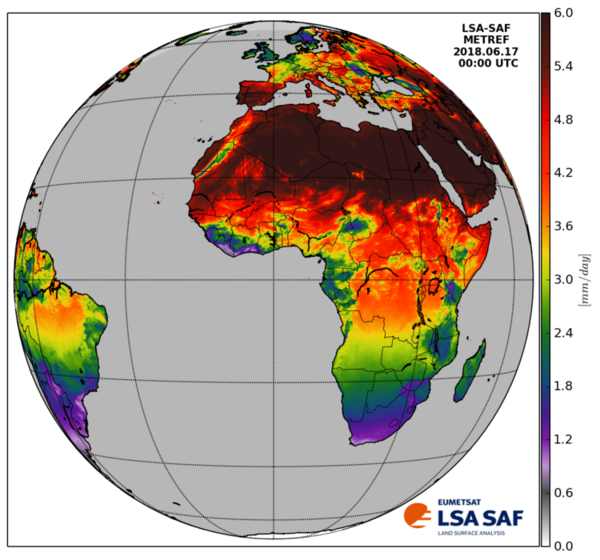 LSA-SAF
METREF
2018.06.17
00:00 UTC
6.0
5.4
4.8
4.2
3.6
3.0
2.4
1.8
1.2
0.6
0.0
[mm/day]
EUMETSAT
LSA SAF
LAND SURFACE ANALYSIS